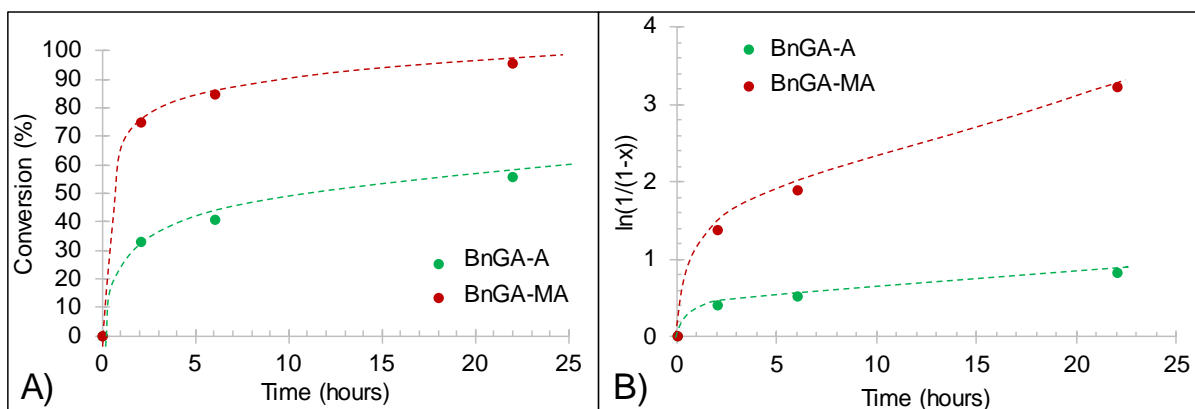 100
90
80
70
60
50
40
30
20
10
0
Conversion (%)
BnGA-A
BnGA-MA
0 5 10 15 20 25
Time (hours)
A)
4
3
2
1
0
ln(1/(1-x))
BnGA-A
BnGA-MA
0 5 10 15 20 25
Time (hours)
B)